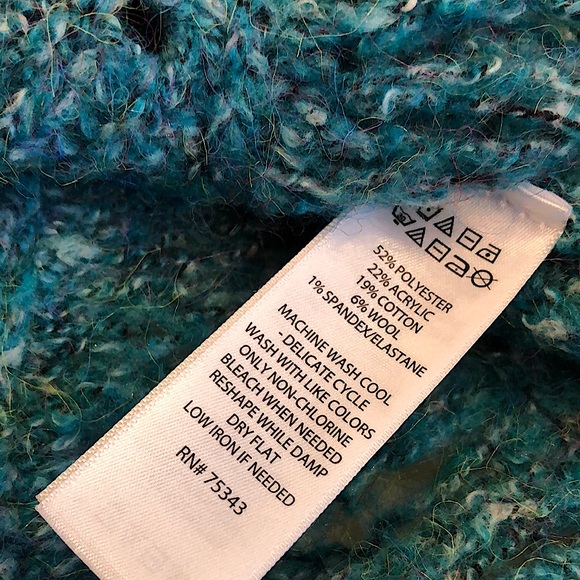 52% POLYESTER
22% ACRYLIC
19% COTTON
6% WOOL
1% SPANDEX/ELASTANE
MACHINE WASH COOL
- DELICATE CYCLE
WASH WITH LIKE COLORS
ONLY NON-CHLORINE
BLEACH WHEN NEEDED
RESHAPE WHILE DAMP
DRY FLAT
LOW IRON IF NEEDED
RN# 75343